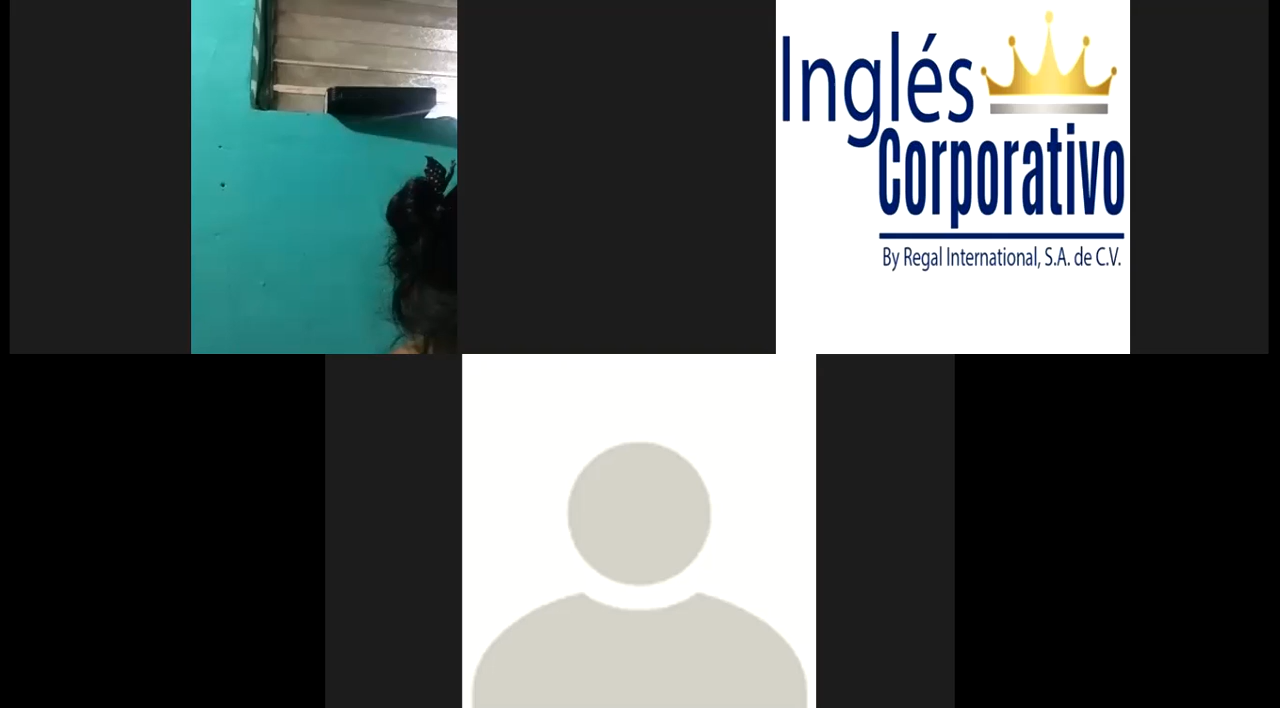 Inglés
Corporativo
By Regal International, S.A. de C.V.